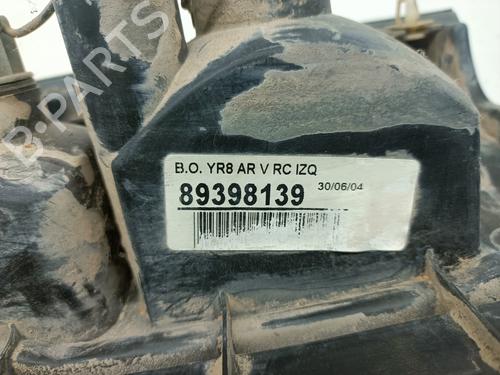 B-PARTS
B.O. YR8 AR V RC IZQ
89398139 30/06/04